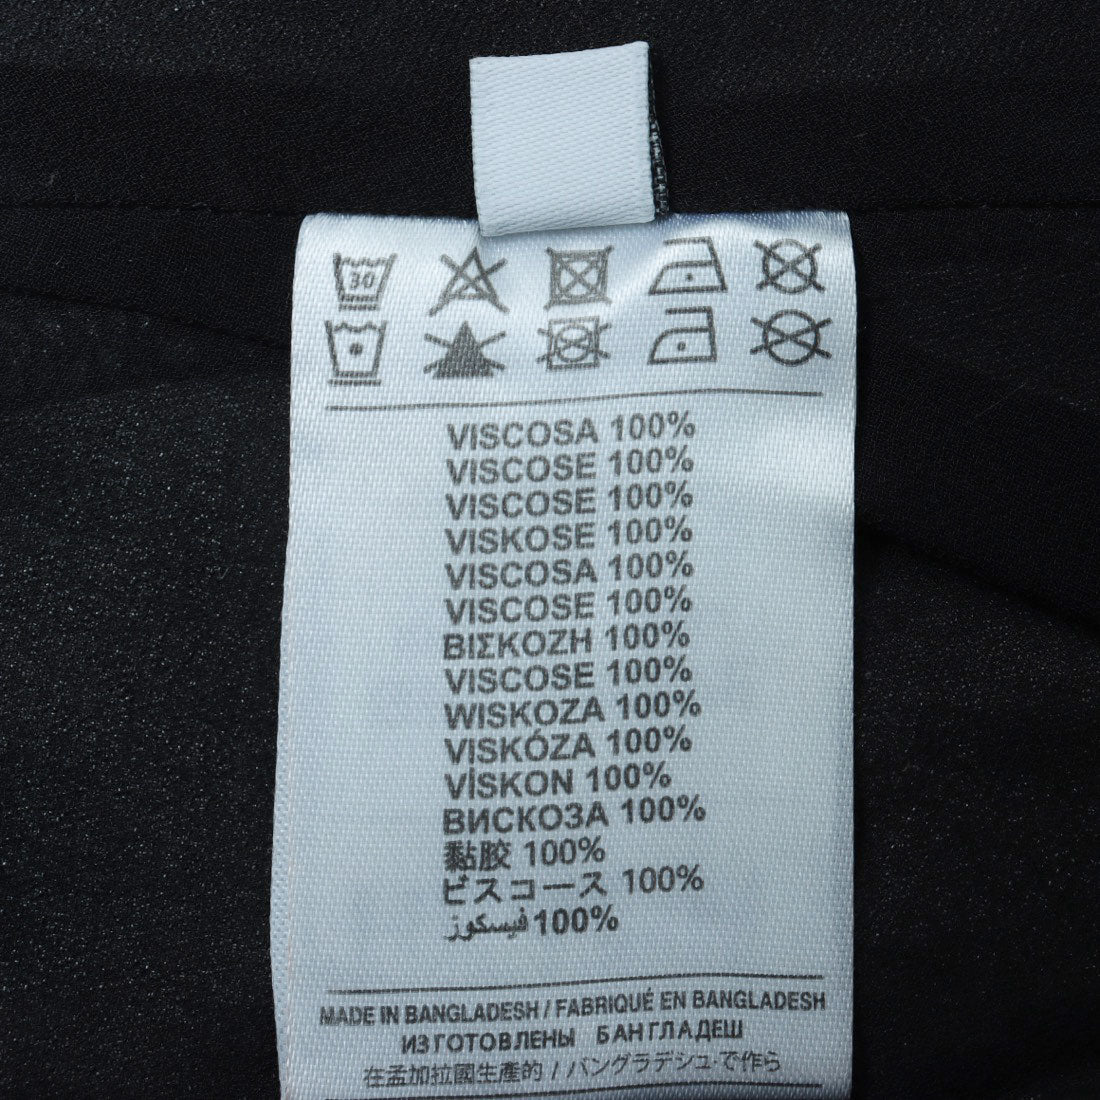 30
VISCOSA 100%
VISCOSE 100%
VISCOSE 100%
VISKOSE 100%
VISCOSA 100%
VISCOSE 100%
ΒΙΣΚΟΖΗ 100%
VISCOSE 100%
WISKOZA 100%
VISKÓZA 100%
VİSKON 100%
ВИСКОЗА 100%
黏胶 100%
ビスコース 100%
فيسكوز 100%
MADE IN BANGLADESH / FABRIQUÉ EN BANGLADESH
ИЗГОТОВЛЕНЫ БАНГЛАДЕШ
在孟加拉國生産的 / バングラデシュ·で作ら